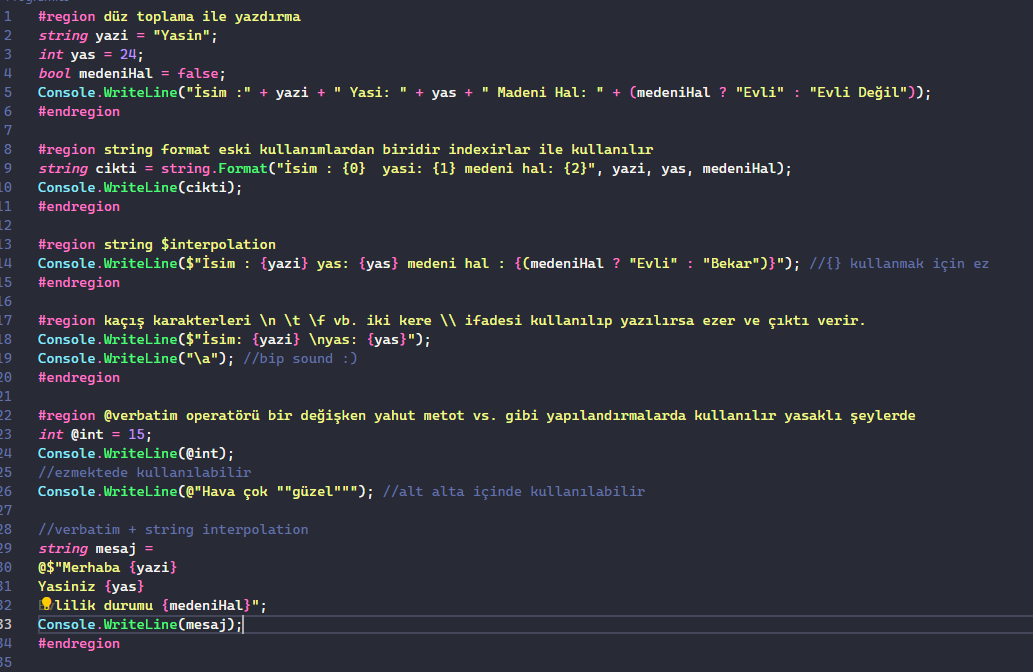 1 #region düz toplama ile yazdırma
2 string yazi = "Yasin";
3 int yas = 24;
4 bool medeniHal = false;
5 Console.WriteLine("İsim :" + yazi + " Yasi: " + yas + " Madeni Hal: " + (medeniHal ? "Evli" : "Evli Değil"));
6 #endregion
7
8 #region string format eski kullanımlardan biridir indexirlar ile kullanılır
9 string cikti = string.Format("İsim : {0}  yasi: {1} medeni hal: {2}", yazi, yas, medeniHal);
10 Console.WriteLine(cikti);
11 #endregion
12
13 #region string $interpolation
14 Console.WriteLine($"İsim : {yazi} yas: {yas} medeni hal : {(medeniHal ? "Evli" : "Bekar")}"); //{} kullanmak için ez
15 #endregion
16
17 #region kaçış karakterleri \n \t \f vb. iki kere \\ ifadesi kullanılıp yazılırsa ezer ve çıktı verir.
18 Console.WriteLine($"İsim: {yazi} \nyas: {yas}");
19 Console.WriteLine("\a"); //bip sound :)
20 #endregion
21
22 #region @verbatim operatörü bir değişken yahut metot vs. gibi yapılandırmalarda kullanılır yasaklı şeylerde
23 int @int = 15;
24 Console.WriteLine(@int);
25 //ezmektede kullanılabilir
26 Console.WriteLine(@"Hava çok ""güzel"""); //alt alta içinde kullanılabilir
27
28 //verbatim + string interpolation
29 string mesaj =
30 @$"Merhaba {yazi}
31 Yasiniz {yas}
32 durumu {medeniHal}";
33 Console.WriteLine(mesaj);
34 #endregion
35